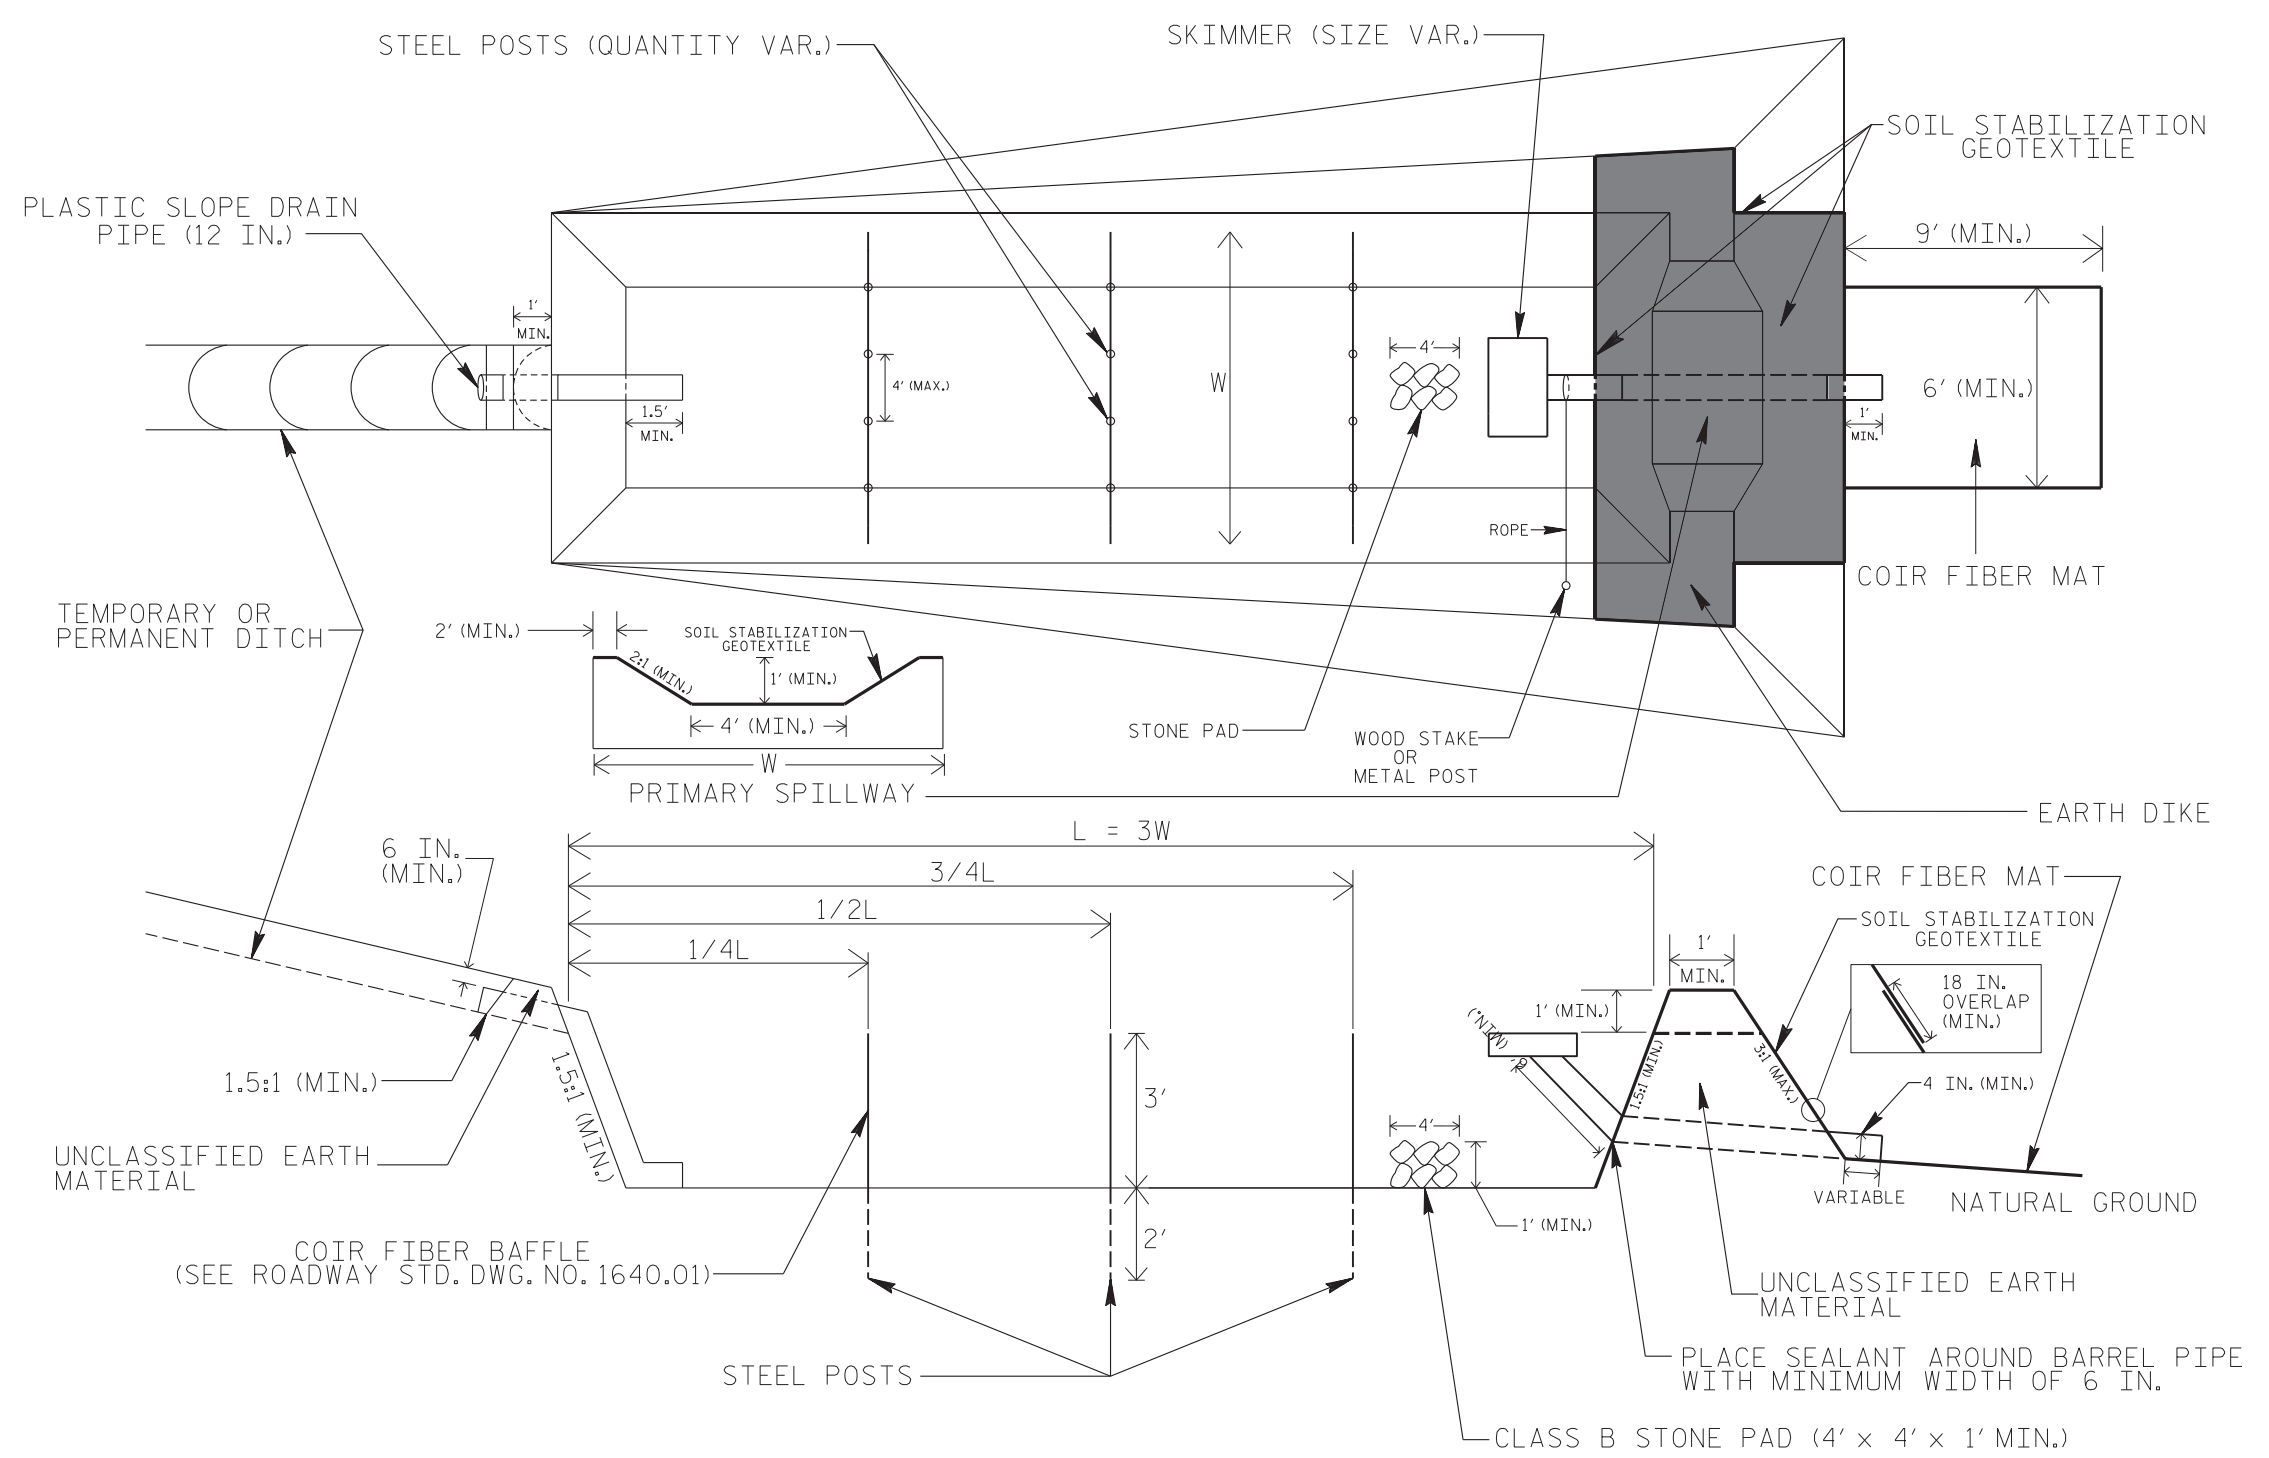 STEEL POSTS (QUANTITY VAR.)
SKIMMER (SIZE VAR.)
SOIL STABILIZATION
GEOTEXTILE
PLASTIC SLOPE DRAIN
PIPE (12 IN.)
9' (MIN.)
1'
MIN.
4' (MAX.)
W
4'
1.5'
MIN.
6' (MIN.)
1'
MIN.
ROPE
COIR FIBER MAT
TEMPORARY OR
PERMANENT DITCH
2' (MIN.)
SOIL STABILIZATION
GEOTEXTILE
2:1 (MIN.)
1' (MIN.)
4' (MIN.)
W
PRIMARY SPILLWAY
STONE PAD
WOOD STAKE
OR
METAL POST
EARTH DIKE
L = 3W
3/4L
1/2L
1/4L
6 IN.
(MIN.)
COIR FIBER MAT
SOIL STABILIZATION
GEOTEXTILE
1'
MIN.
18 IN.
OVERLAP
(MIN.)
1' (MIN.)
(MIN.)
1.5:1 (MIN.)
3:1 (MAX.)
4 IN. (MIN.)
1.5:1 (MIN.)
1.5:1 (MIN.)
3'
4'
UNCLASSIFIED EARTH
MATERIAL
VARIABLE
NATURAL GROUND
1' (MIN.)
2'
COIR FIBER BAFFLE
(SEE ROADWAY STD. DWG. NO. 1640.01)
UNCLASSIFIED EARTH
MATERIAL
STEEL POSTS
PLACE SEALANT AROUND BARREL PIPE
WITH MINIMUM WIDTH OF 6 IN.
CLASS B STONE PAD (4' x 4' x 1' MIN.)